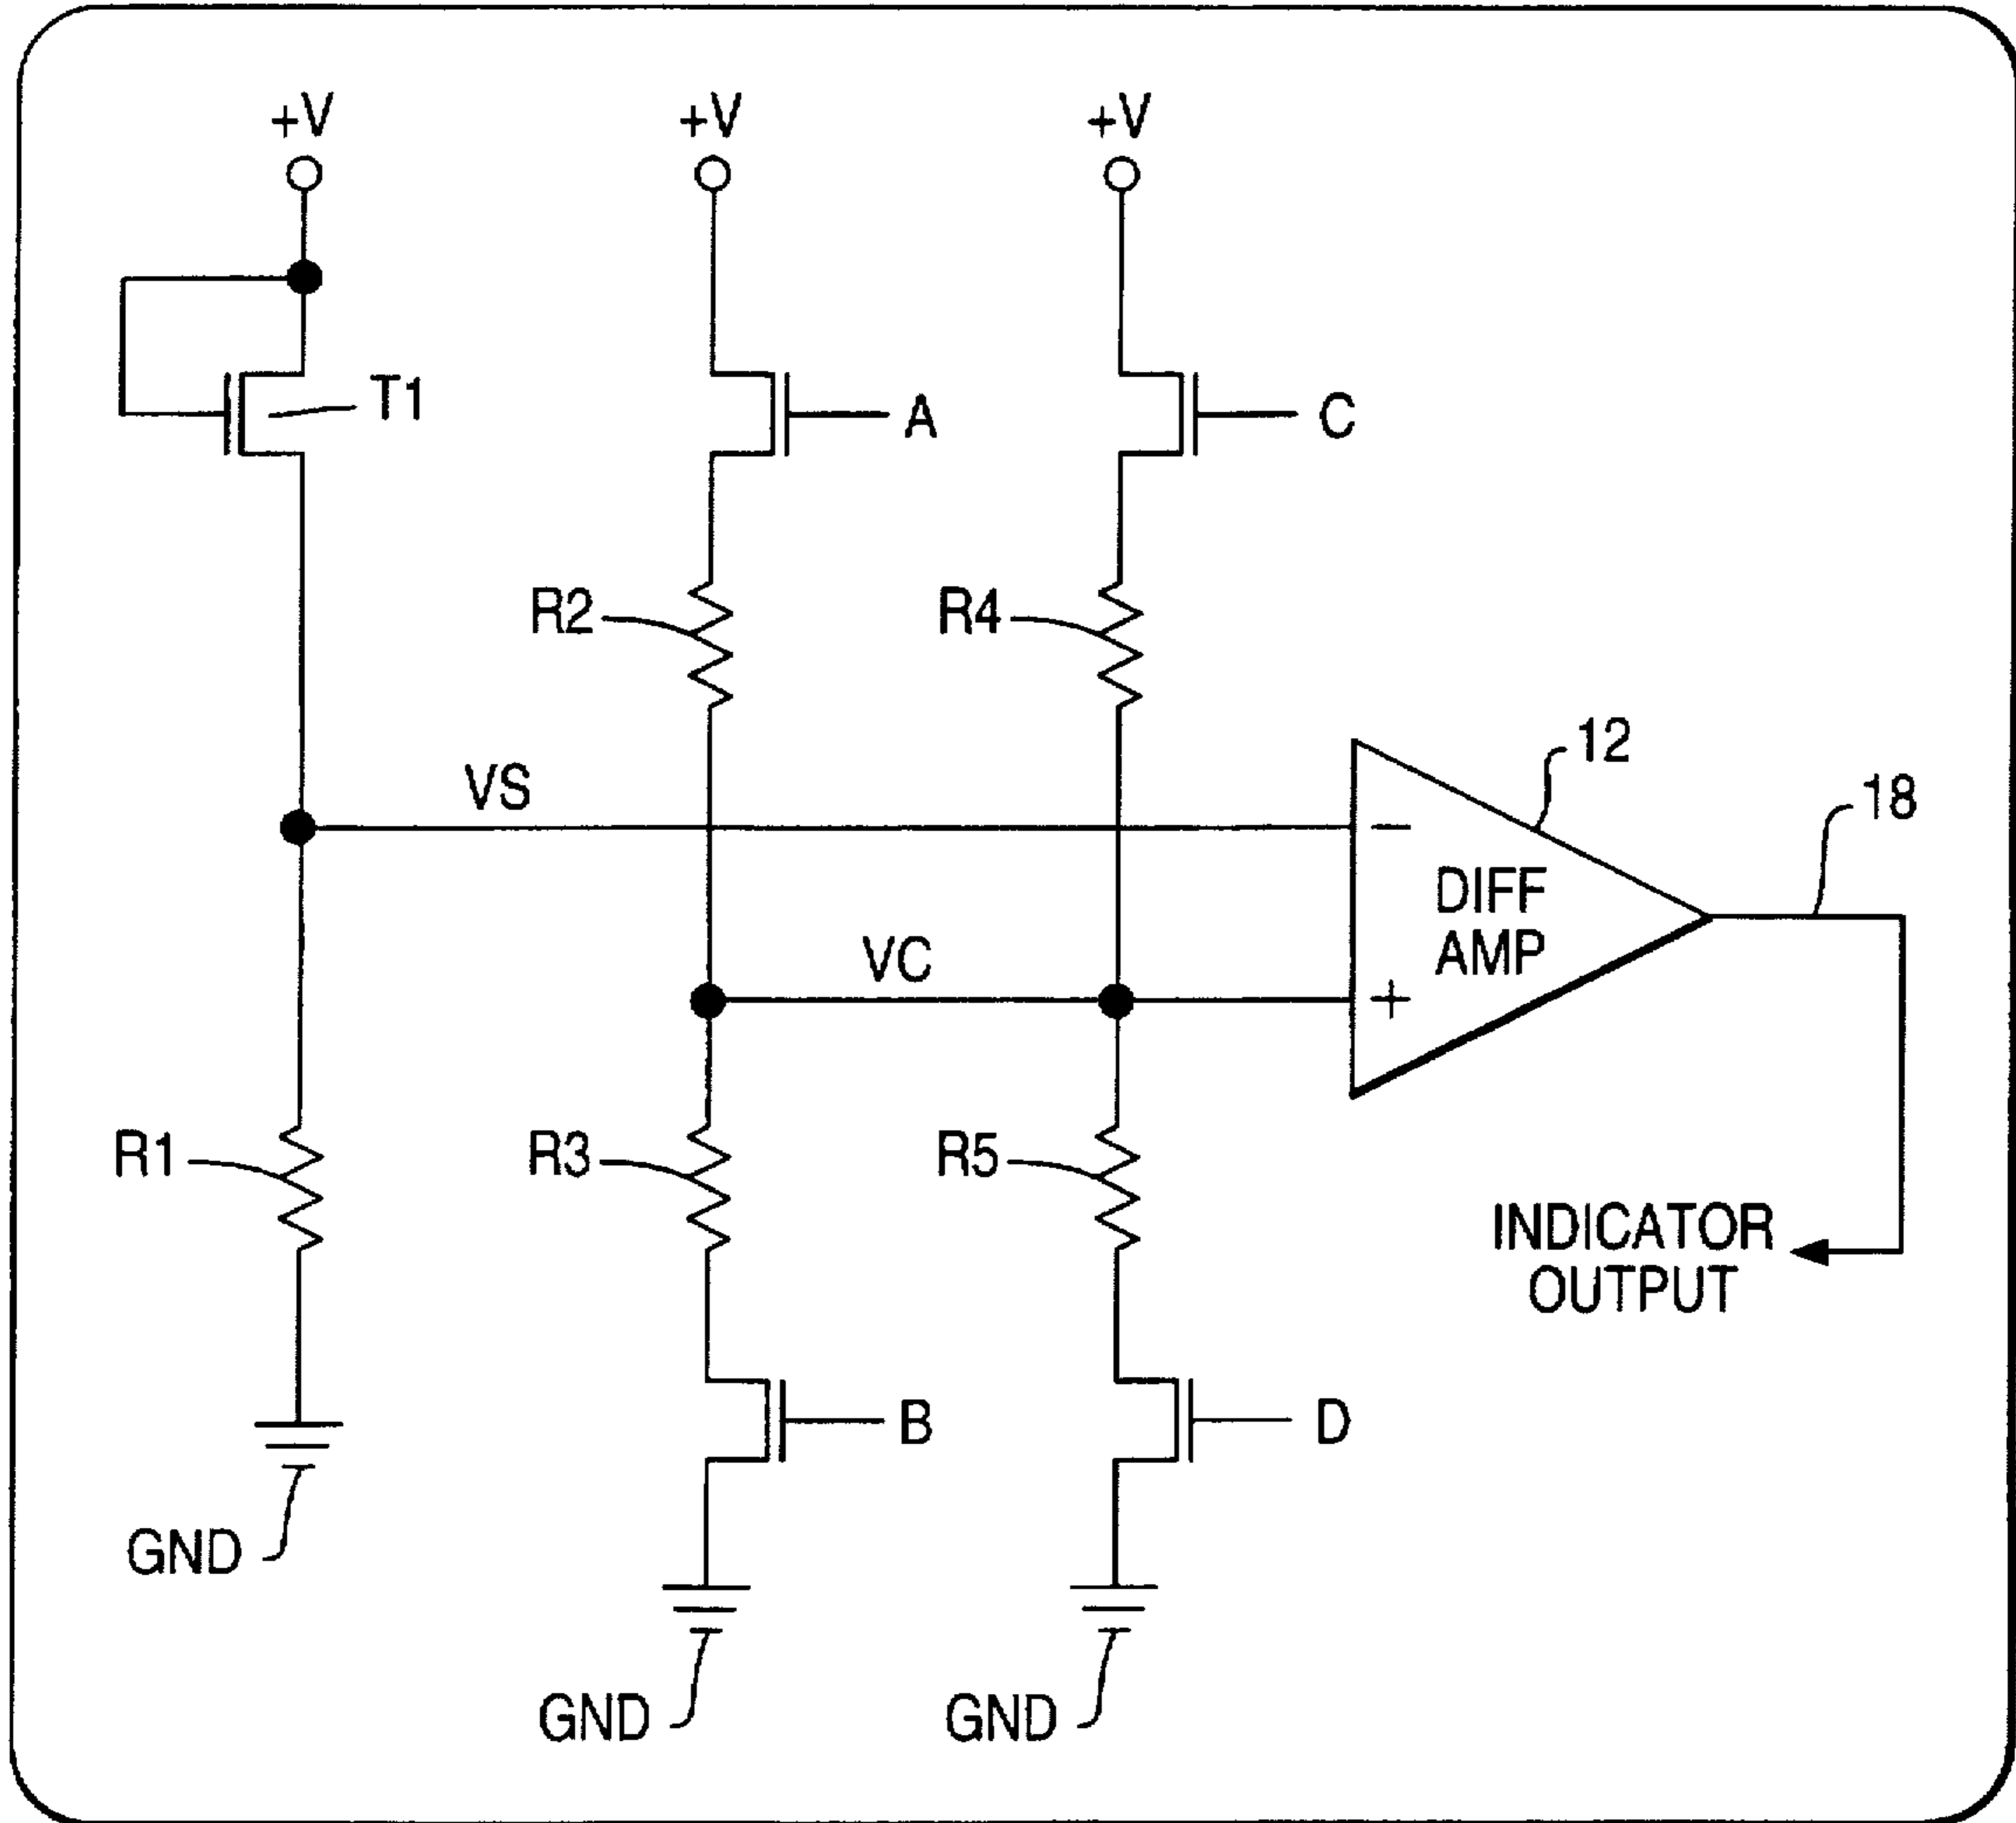 +V
+V
+V
T1
A
C
R2
R4
12
VS
18
DIFF
AMP
-
VC
+
R1
R3
R5
INDICATOR
OUTPUT
B
D
GND
GND
GND